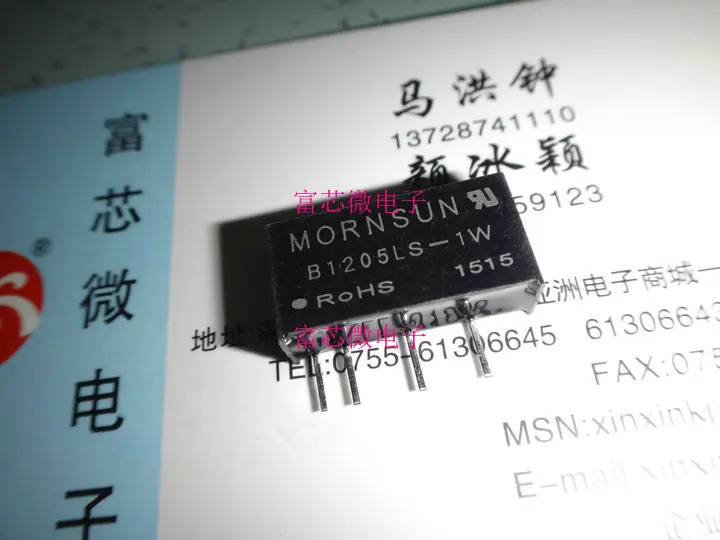 富芯微电子
®
马洪钟
13728741110
颜冰颖
59123
富芯微电子
MORNSUN
B1205LS-1W
1515
RoHS
亚洲电子商城一
地址:
富芯微电子
TEL:0755-61306645 6130664
FAX:075
MSN:xinxink
E-mail